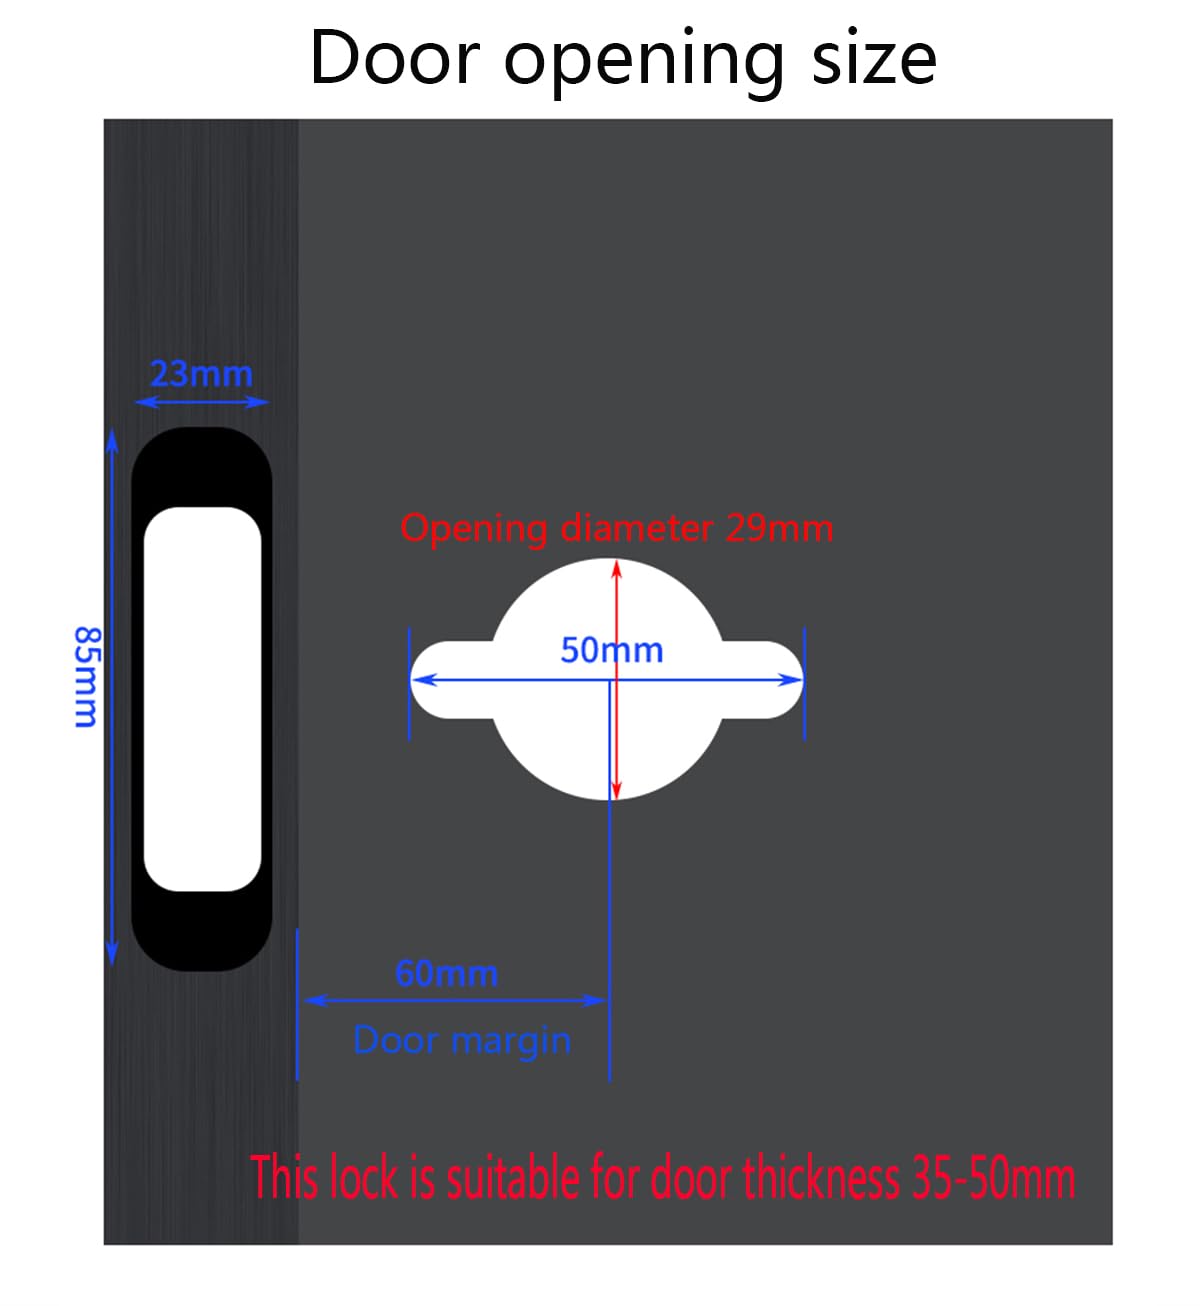 Door opening size
23mm
Opening diameter 29mm
50mm
85mm
60mm
Door margin
This lock is suitable for door thickness 35-50mm